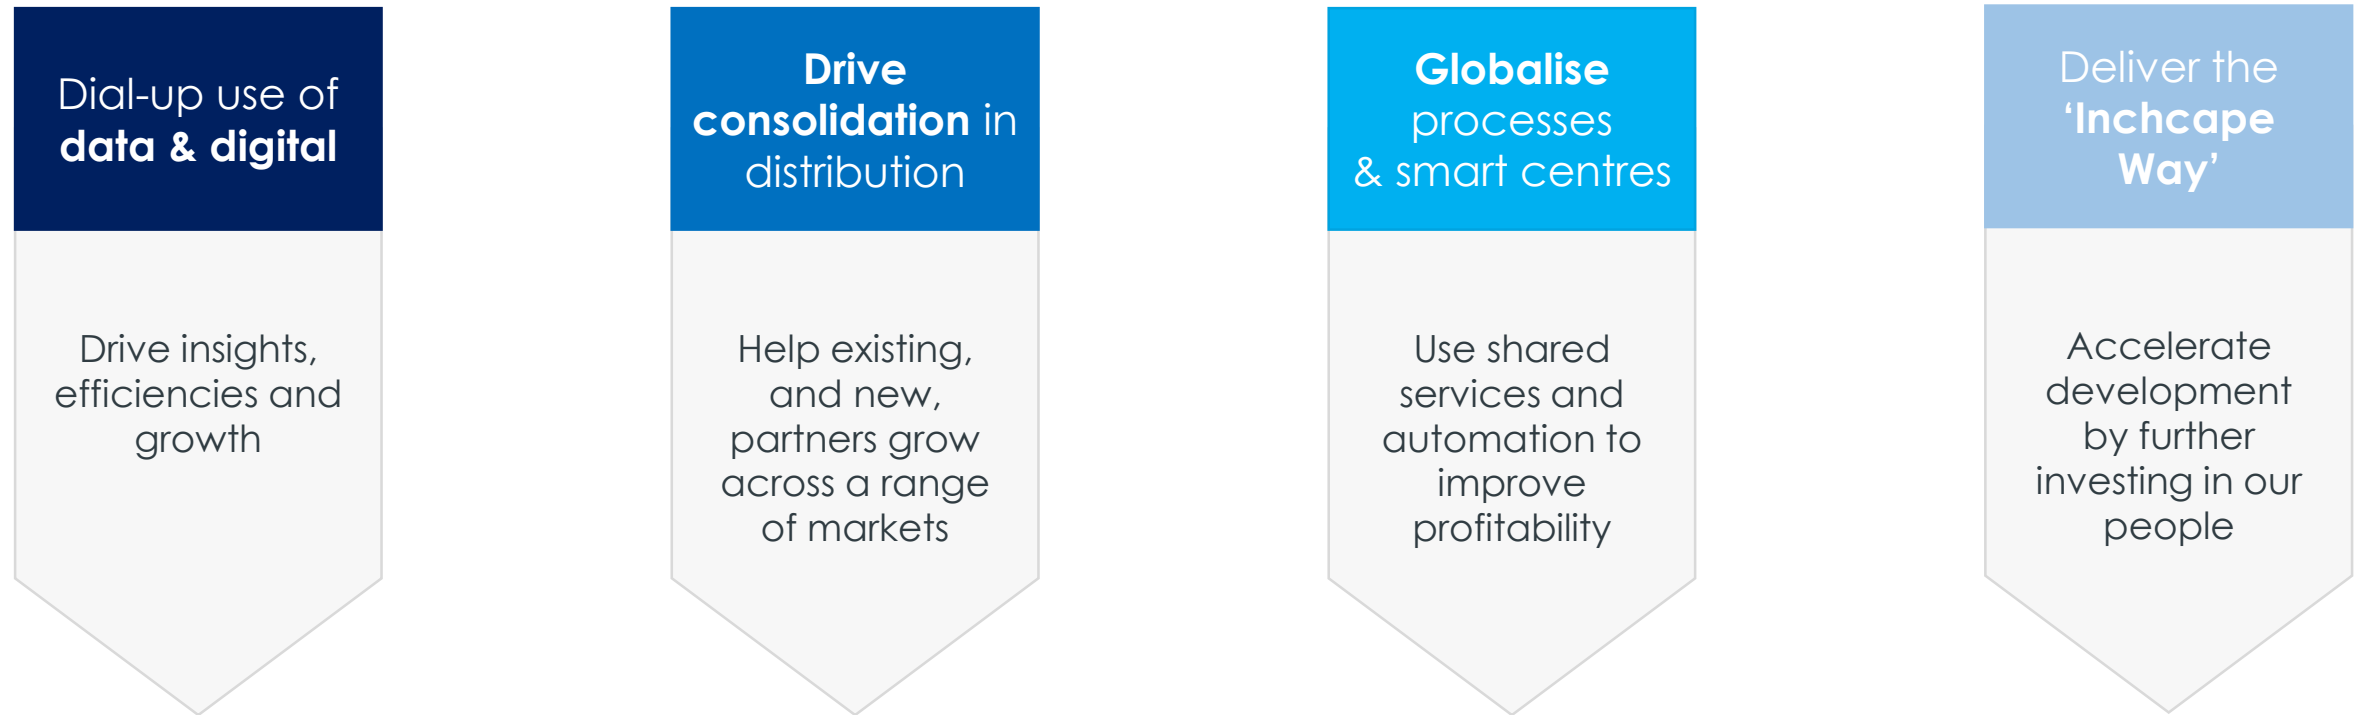 Dial-up use of
data & digital
Drive insights,
efficiencies and
growth
Drive
consolidation in
distribution
Help existing,
and new,
partners grow
across a range
of markets
Globalise
processes
& smart centres
Use shared
services and
automation to
improve
profitability
Deliver the
‘Inchcape
Way’
Accelerate
development
by further
investing in our
people